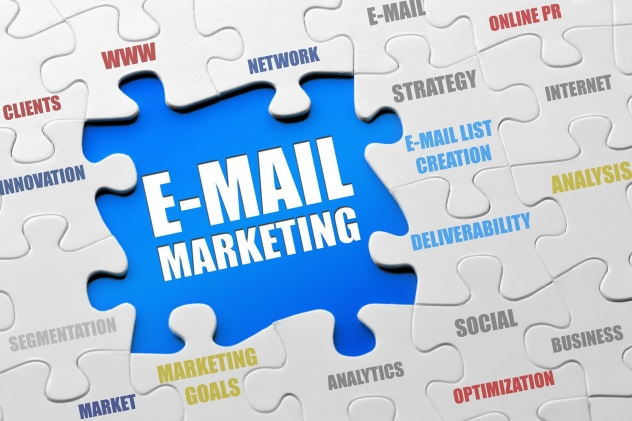 E-MAIL
ONLINE PR
WWW
NETWORK
STRATEGY
INTERNET
CLIENTS
E-MAIL LIST
CREATION
INNOVATION
ANALYSIS
E-MAIL
MARKETING
DELIVERABILITY
SEGMENTATION
SOCIAL
BUSINESS
MARKETING
GOALS
ANALYTICS
OPTIMIZATION
MARKET